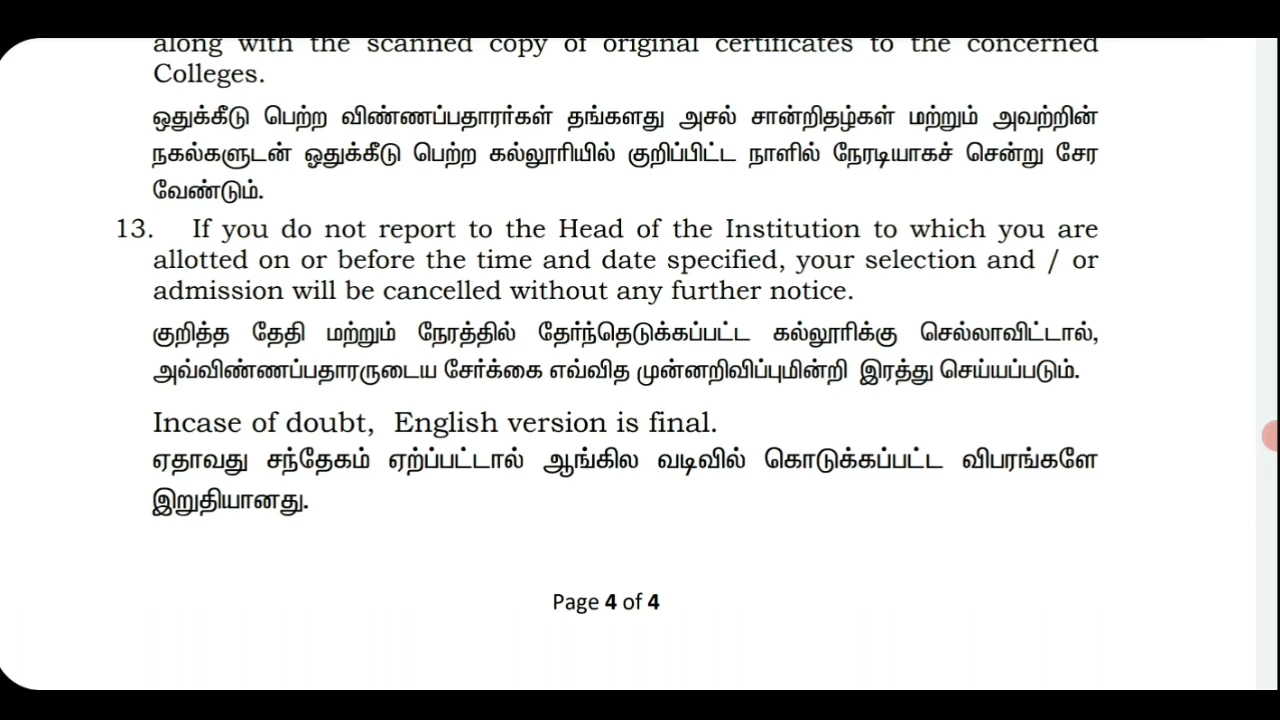 along with the scanned copy of original certificates to the concerned
Colleges.
ஒதுக்கீடு பெற்ற விண்ணப்பதாரர்கள் தங்களது அசல் சான்றிதழ்கள் மற்றும் அவற்றின்
நகல்களுடன் ஓதுக்கீடு பெற்ற கல்லூரியில் குறிப்பிட்ட நாளில் நேரடியாகச் சென்று சேர
வேண்டும்.
13. If you do not report to the Head of the Institution to which you are
allotted on or before the time and date specified, your selection and / or
admission will be cancelled without any further notice.
குறித்த தேதி மற்றும் நேரத்தில் தேர்ந்தெடுக்கப்பட்ட கல்லூரிக்கு செல்லாவிட்டால்,
அவ்விண்ணப்பதாரருடைய சேர்க்கை எவ்வித முன்னறிவிப்புமின்றி இரத்து செய்யப்படும்.
Incase of doubt, English version is final.
ஏதாவது சந்தேகம் ஏற்ப்பட்டால் ஆங்கில வடிவில் கொடுக்கப்பட்ட விபரங்களே
இறுதியானது.
Page 4 of 4